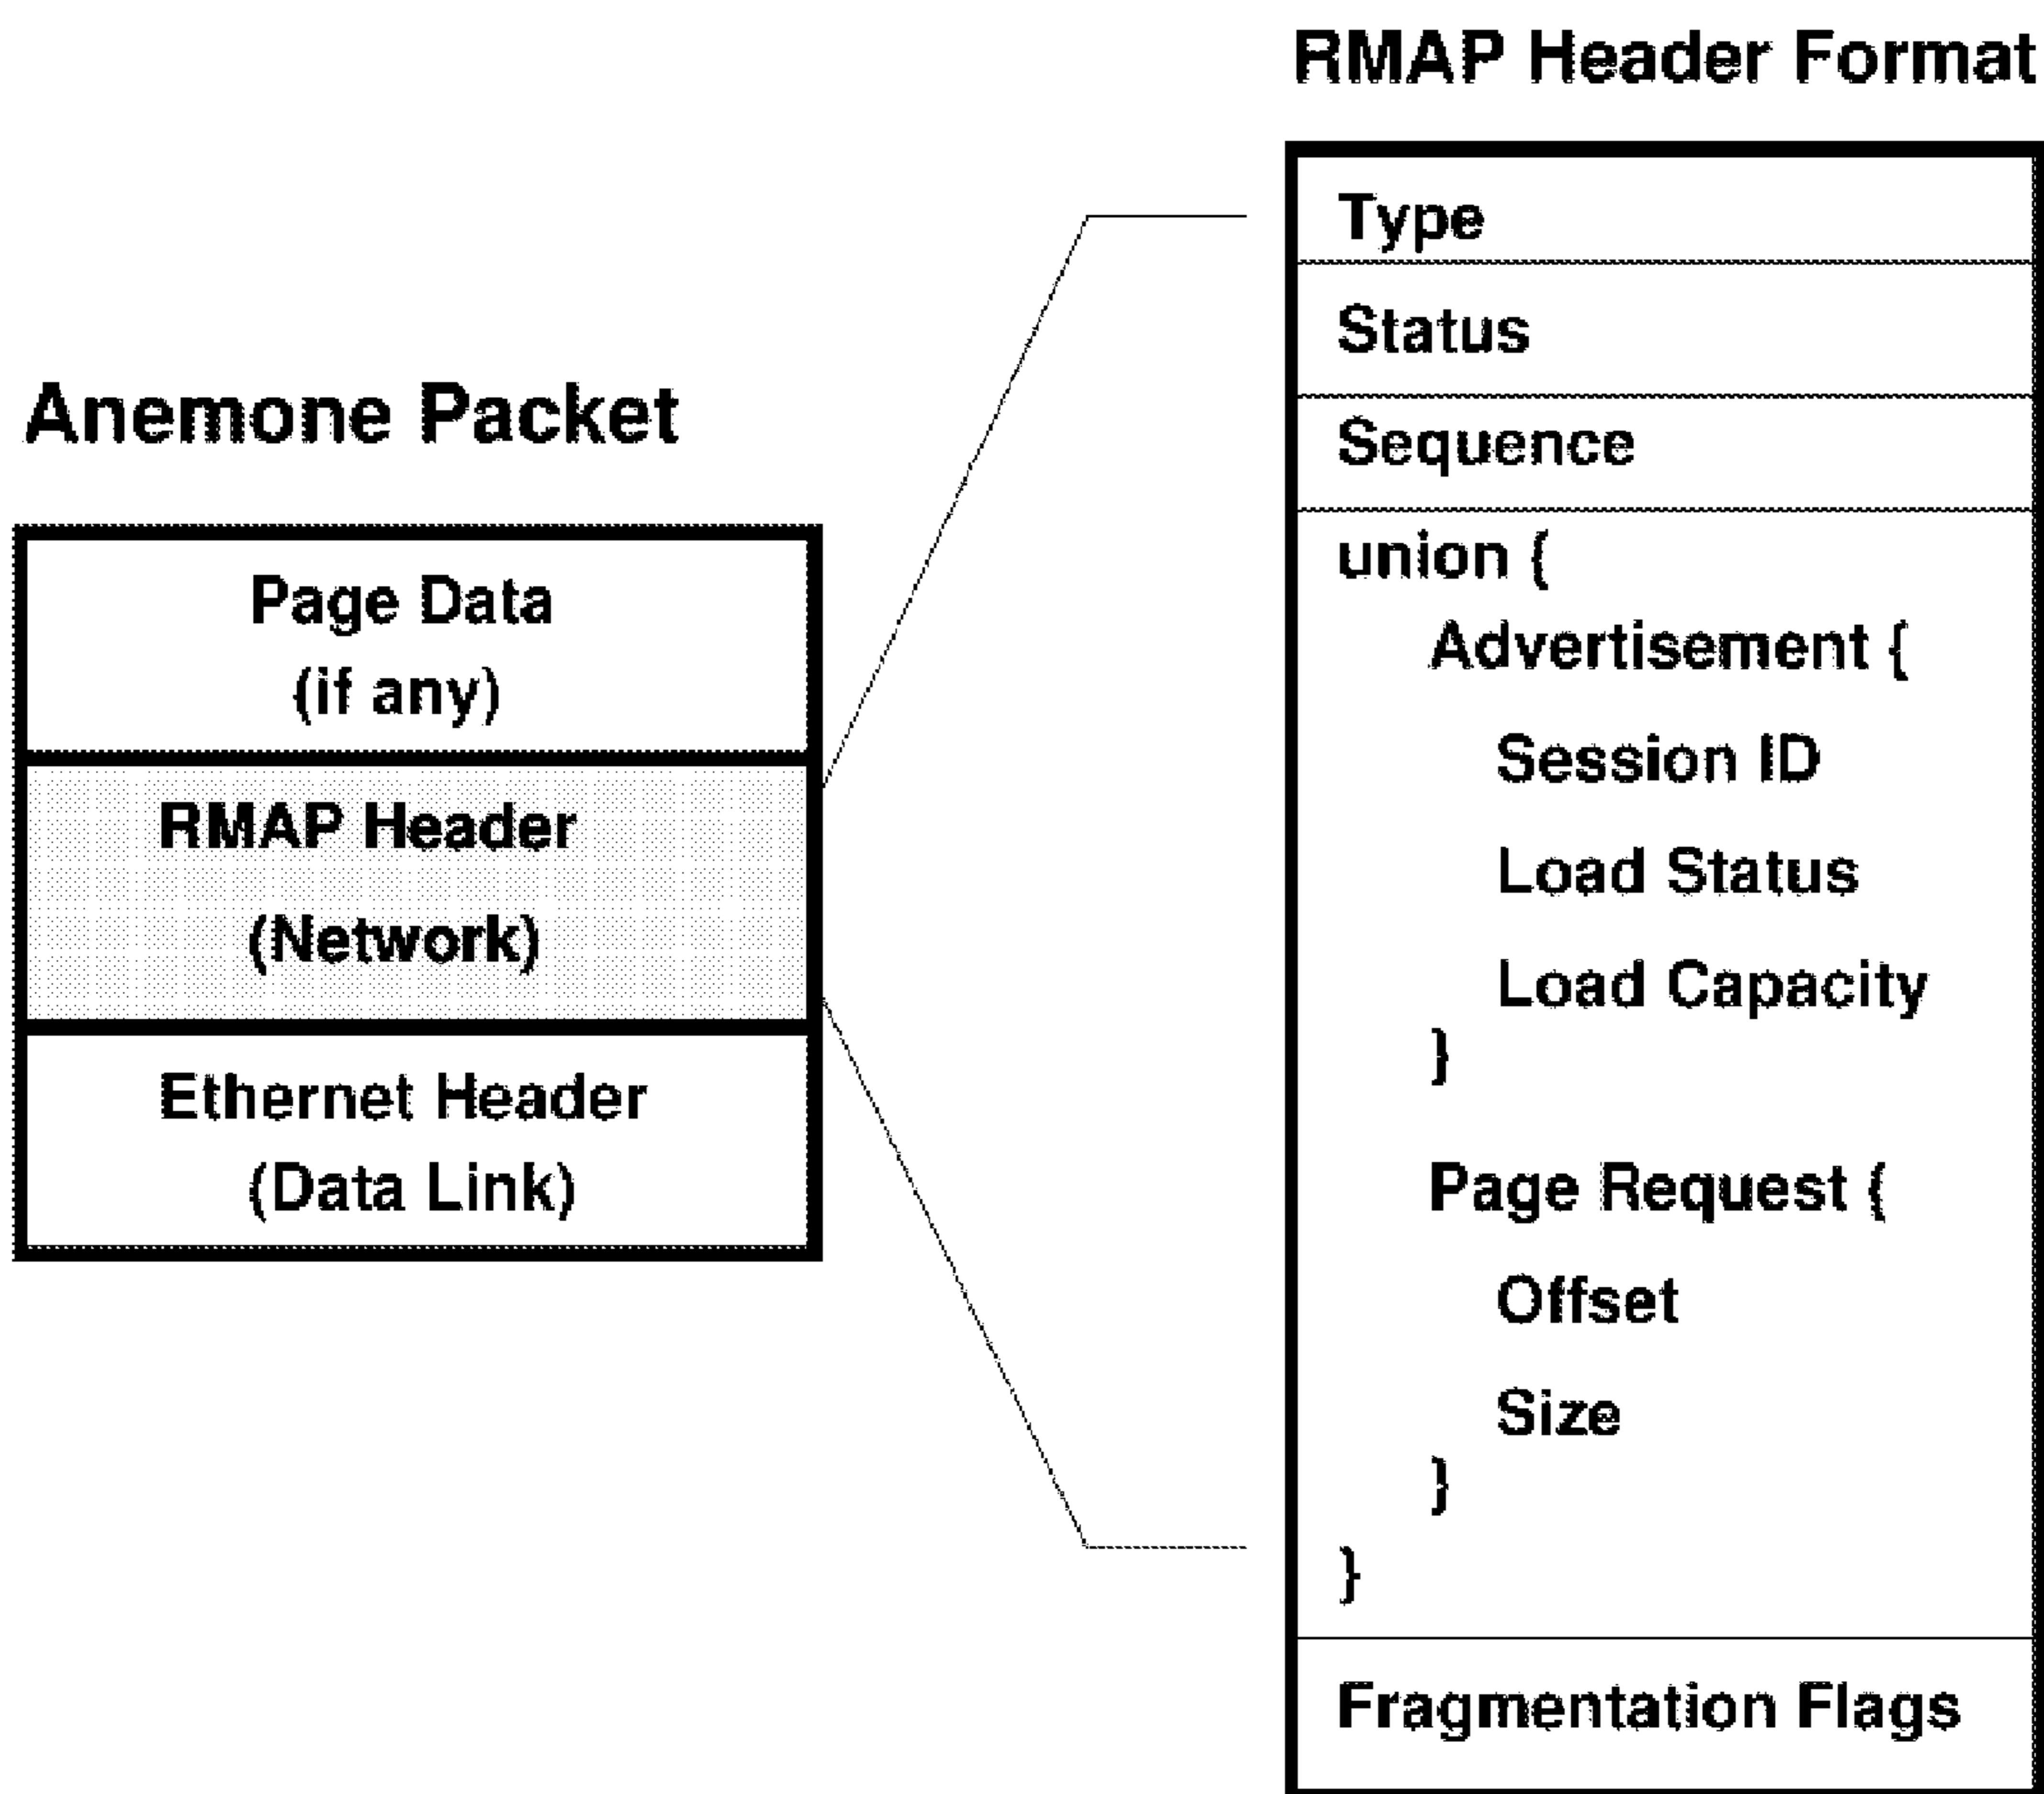 Anemone Packet
Page Data
(if any)
RMAP Header
(Network)
Ethernet Header
(Data Link)
RMAP Header Format
Type
Status
Sequence
union {
Advertisement {
Session ID
Load Status
Load Capacity
}
Page Request {
Offset
Size
}
}
Fragmentation Flags